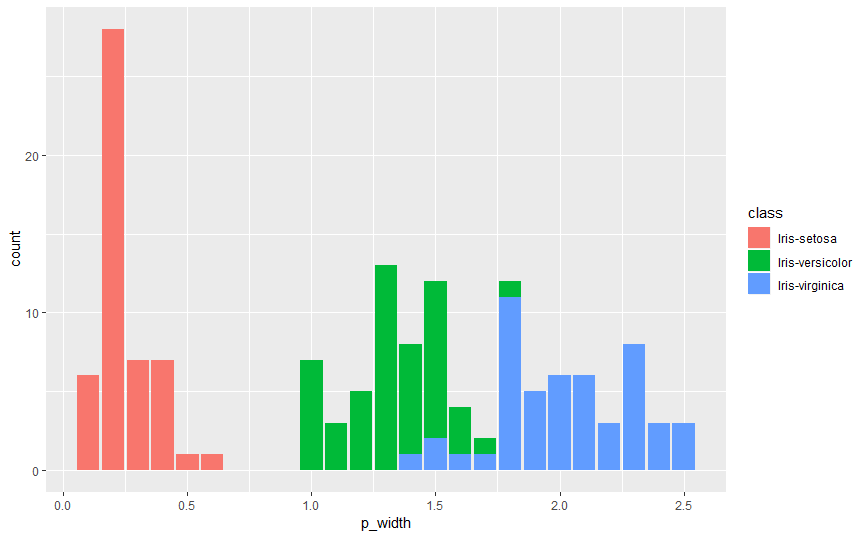 20
10
0
count
0.0 0.5 1.0 1.5 2.0 2.5
p_width
class
Iris-setosa
Iris-versicolor
Iris-virginica